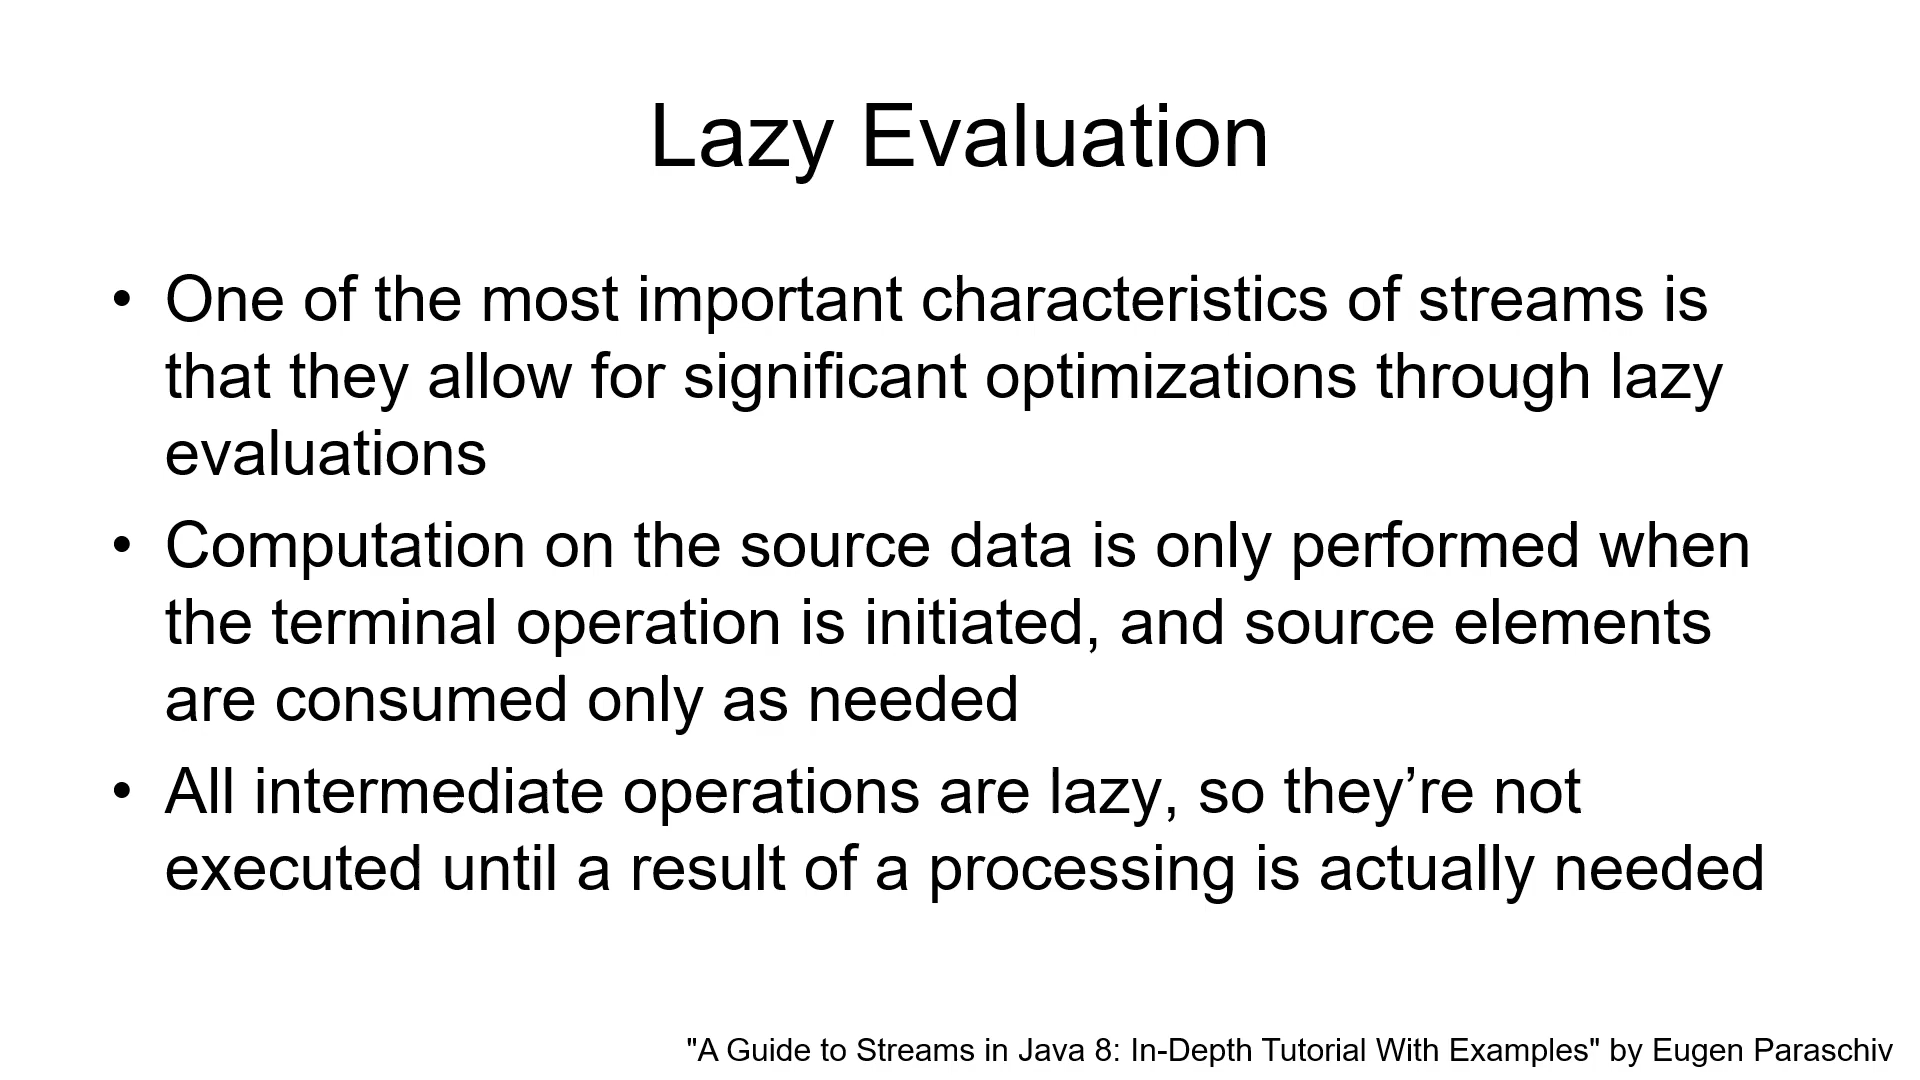 Lazy Evaluation
• One of the most important characteristics of streams is
that they allow for significant optimizations through lazy
evaluations
• Computation on the source data is only performed when
the terminal operation is initiated, and source elements
are consumed only as needed
• All intermediate operations are lazy, so they’re not
executed until a result of a processing is actually needed
"A Guide to Streams in Java 8: In-Depth Tutorial With Examples" by Eugen Paraschiv